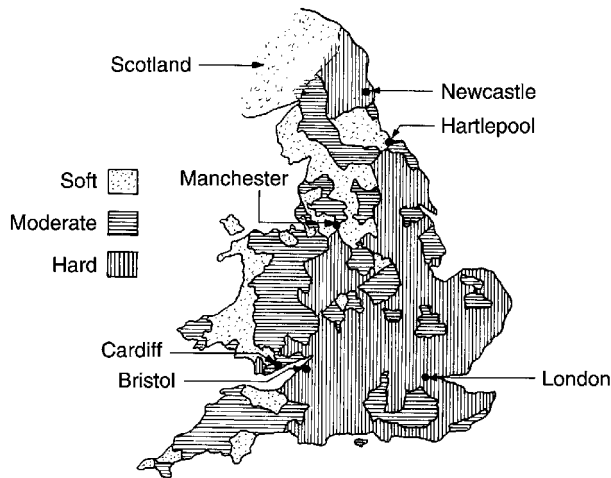 Scotland
Newcastle
Hartlepool
Soft
Manchester
Moderate
Hard
Cardiff
Bristol
London